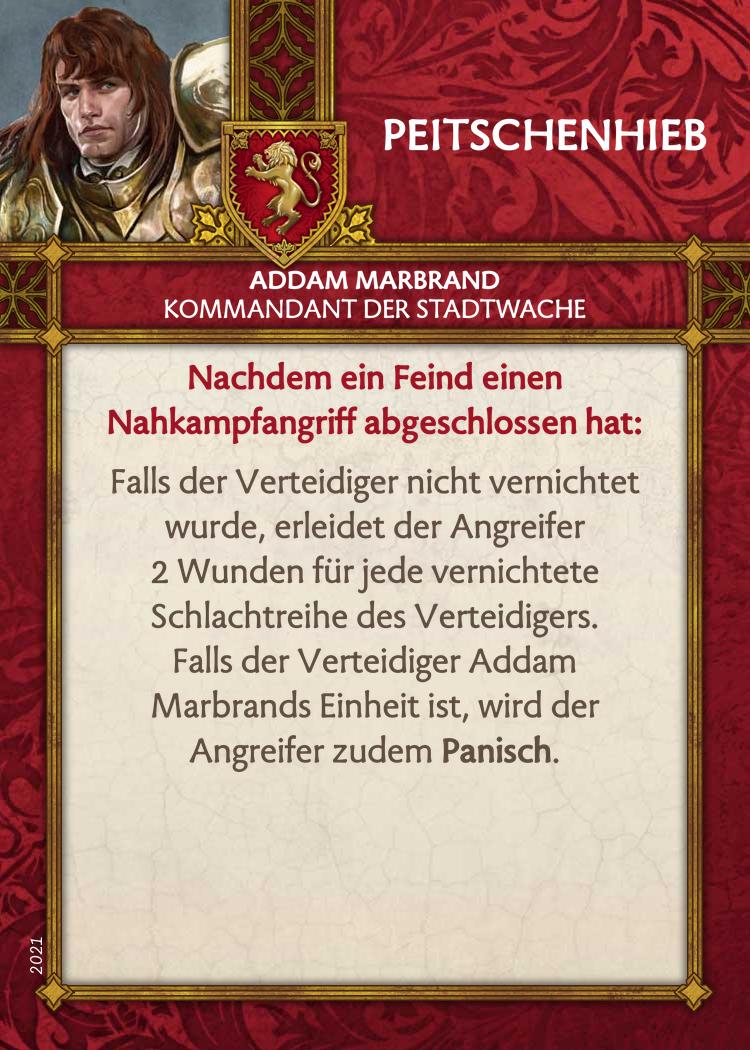 PEITSCHENHIEB
ADDAM MARBRAND
KOMMANDANT DER STADTWACHE
Nachdem ein Feind einen
Nahkampfangriff abgeschlossen hat:
Falls der Verteidiger nicht vernichtet
wurde, erleidet der Angreifer
2 Wunden für jede vernichtete
Schlachtreihe des Verteidigers.
Falls der Verteidiger Addam
Marbrands Einheit ist, wird der
Angreifer zudem Panisch.
2021